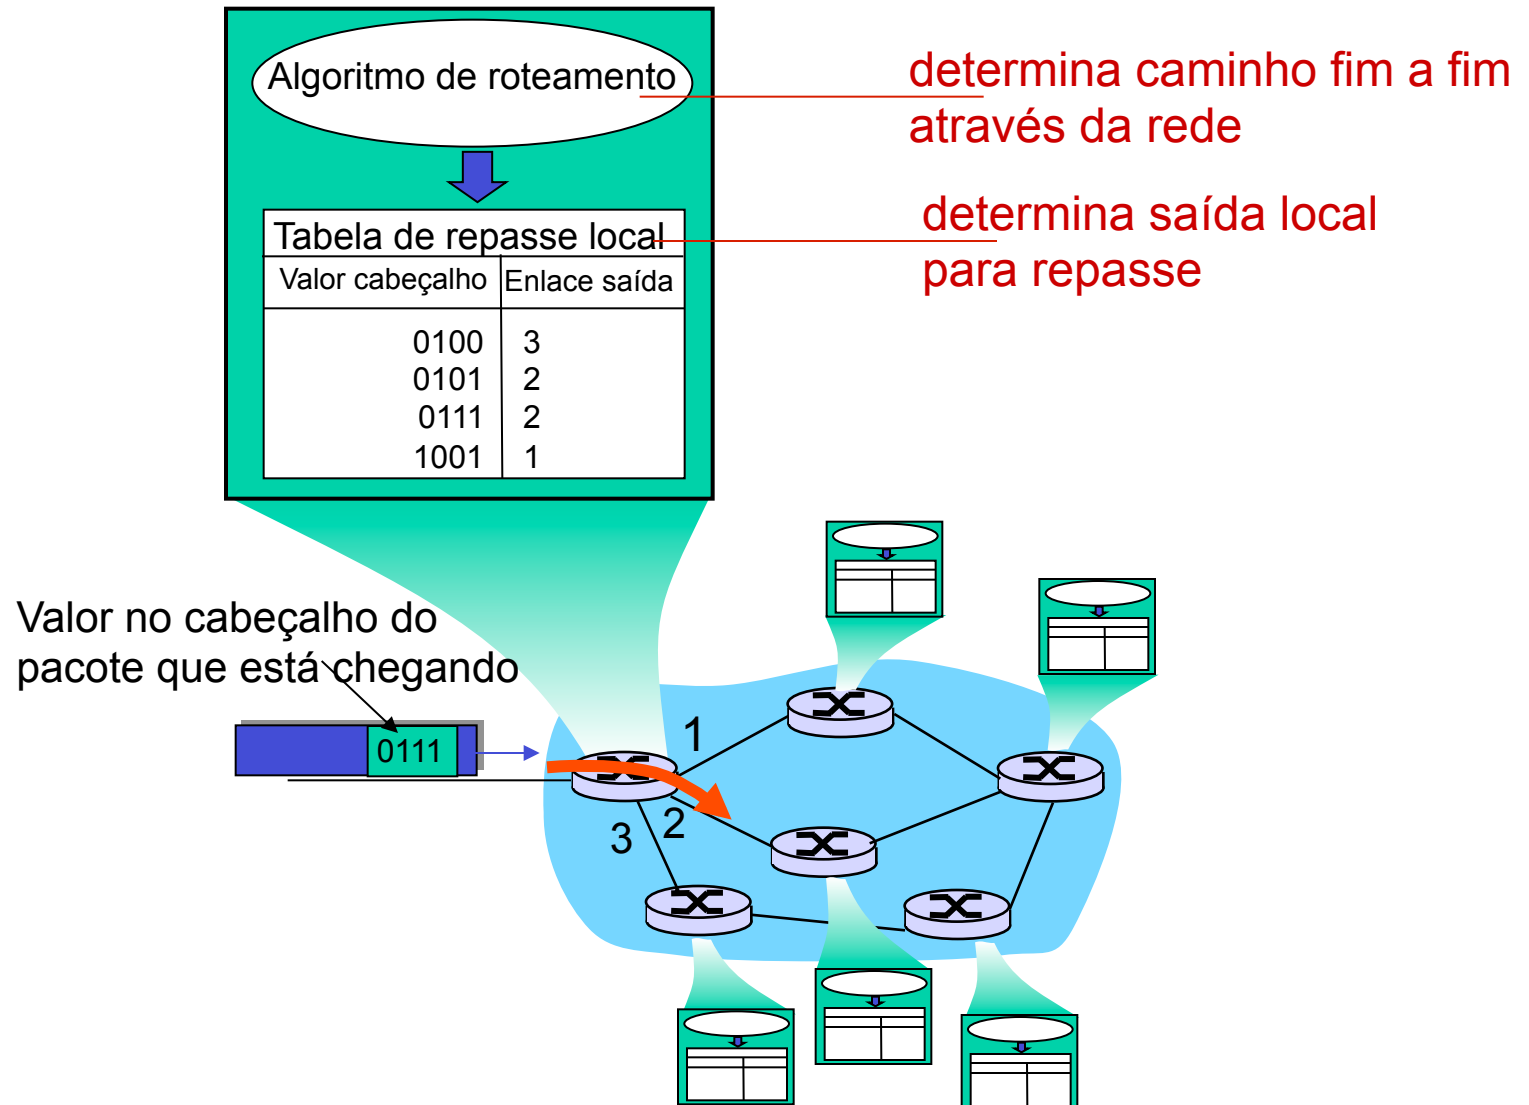 Algoritmo de roteamento
determina caminho fim a fim
através da rede
Tabela de repasse local
determina saída local
para repasse
Valor cabeçalho Enlace saída
0100 3
0101 2
0111 2
1001 1
Valor no cabeçalho do
pacote que está chegando
0111
1
2
3